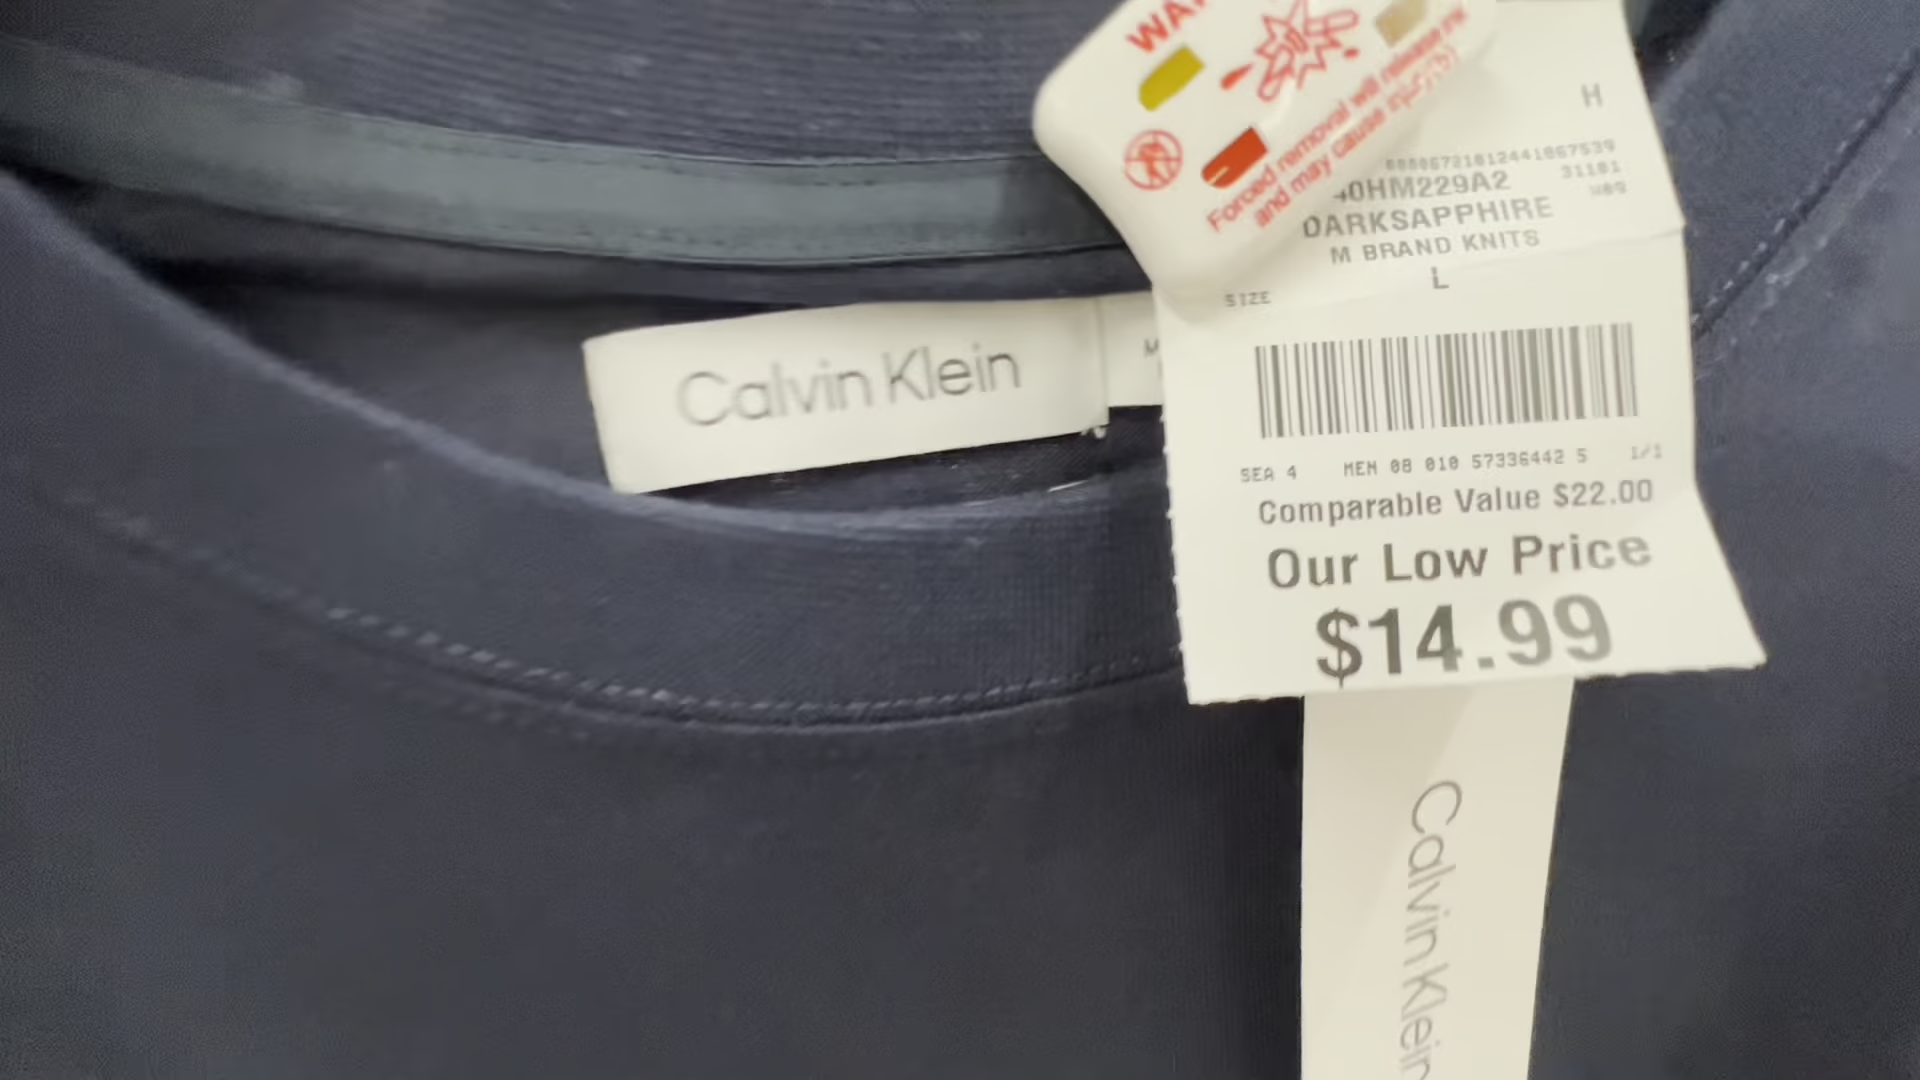 Forced removal will release ink
and may cause injury
H
31101
40HM229A2
DARKSAPPHIRE
M BRAND KNITS
SIZE L
Calvin Klein
SEA 4 MEN 08 010 57336442 5 1/1
Comparable Value $22.00
Our Low Price
$14.99
Calvin Klein